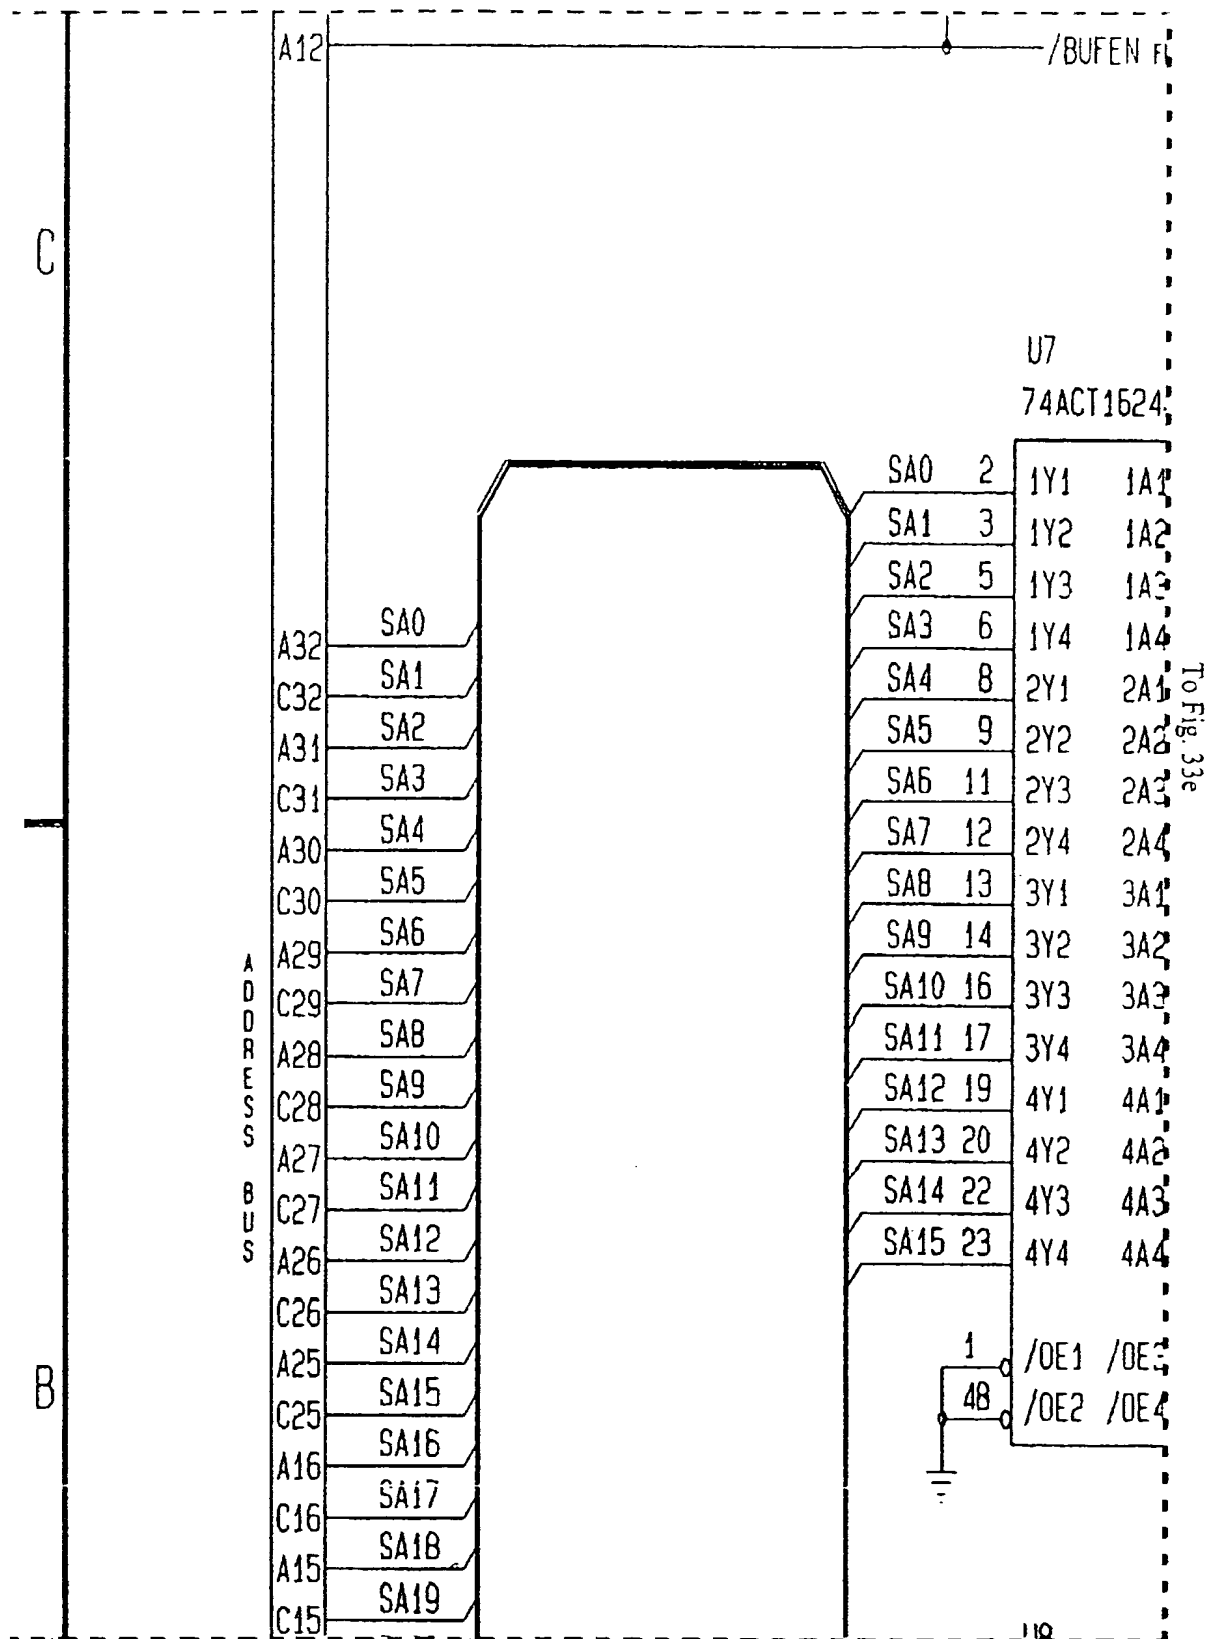 A12 /BUFEN
C
U7
74ACT1624
SA0 2 1Y1 1A1
SA1 3 1Y2 1A2
SA2 5 1Y3 1A3
SA3 6 1Y4 1A4
SA4 8 2Y1 2A1
SA5 9 2Y2 2A2
SA6 11 2Y3 2A3
SA7 12 2Y4 2A4
SA8 13 3Y1 3A1
SA9 14 3Y2 3A2
SA10 16 3Y3 3A3
SA11 17 3Y4 3A4
SA12 19 4Y1 4A1
SA13 20 4Y2 4A2
SA14 22 4Y3 4A3
SA15 23 4Y4 4A4
1 /OE1 /OE3
48 /OE2 /OE4
To Fig. 33e
ADDRESS BUS
A32 SA0
C32 SA1
A31 SA2
C31 SA3
A30 SA4
C30 SA5
A29 SA6
C29 SA7
A28 SA8
C28 SA9
A27 SA10
C27 SA11
A26 SA12
C26 SA13
A25 SA14
C25 SA15
A16 SA16
C16 SA17
A15 SA18
C15 SA19
B